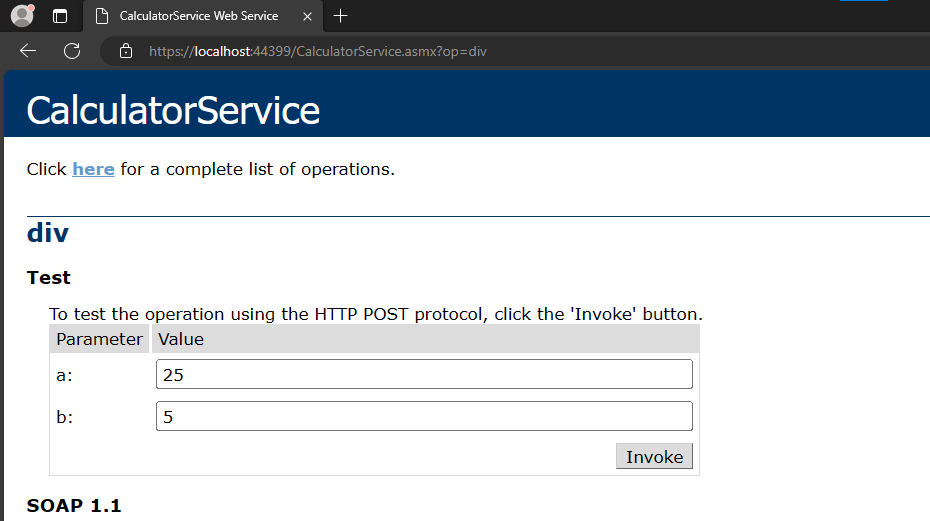 CalculatorService Web Service
https://localhost:44399/CalculatorService.asmx?op=div
CalculatorService
Click here for a complete list of operations.
div
Test
To test the operation using the HTTP POST protocol, click the 'Invoke' button.
Parameter Value
a: 25
b: 5
Invoke
SOAP 1.1